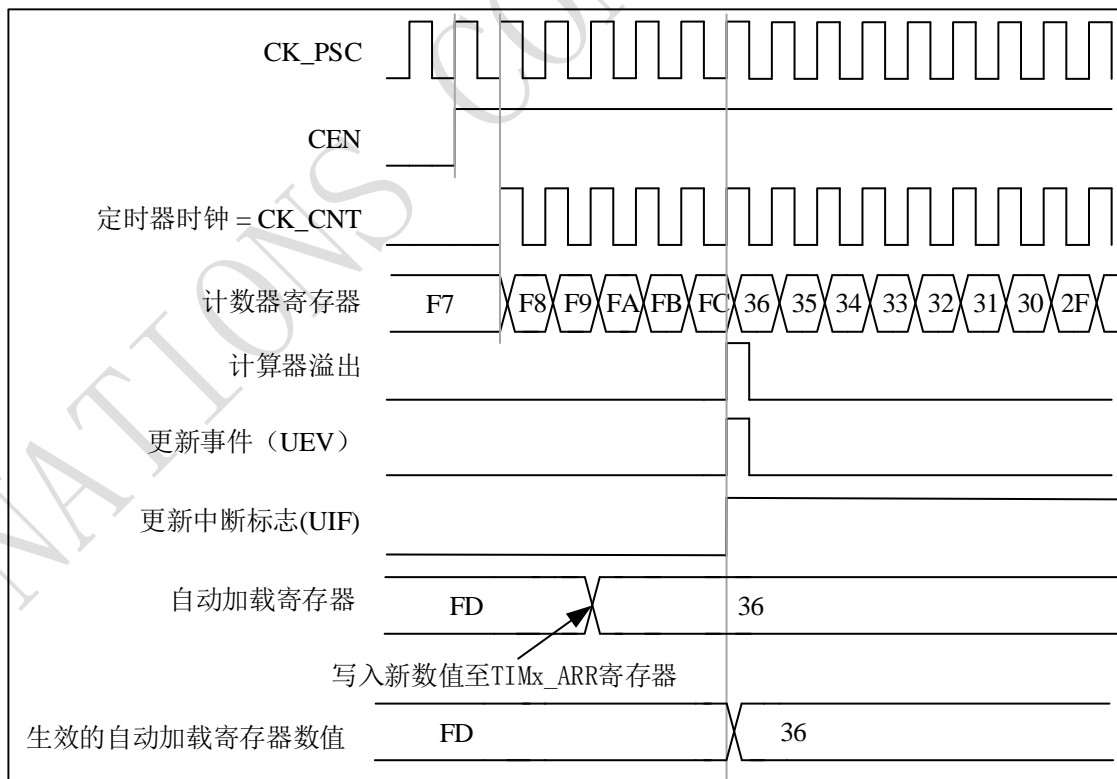 CK_PSC
CEN
定时器时钟 = CK_CNT
计数器寄存器 F7 F8 F9 FA FB FC 36 35 34 33 32 31 30 2F
计算器溢出
更新事件（UEV）
更新中断标志(UIF)
自动加载寄存器 FD 36
写入新数值至TIMx_ARR寄存器
生效的自动加载寄存器数值 FD 36
NATIONS CON